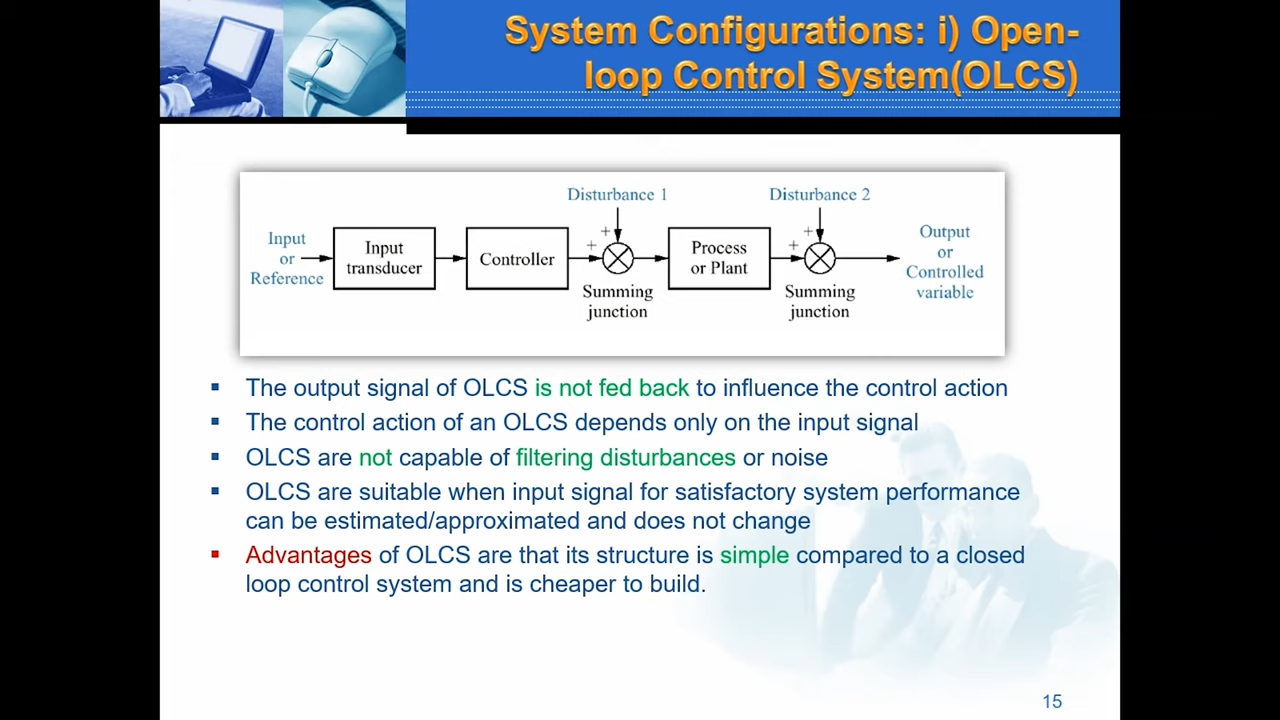 System Configurations: i) Open-
loop Control System(OLCS)
Disturbance 1
Disturbance 2
Input
or
Reference
Input
transducer
Controller
+
+
Summing
junction
Process
or Plant
+
+
Summing
junction
Output
or
Controlled
variable
▪ The output signal of OLCS is not fed back to influence the control action
▪ The control action of an OLCS depends only on the input signal
▪ OLCS are not capable of filtering disturbances or noise
▪ OLCS are suitable when input signal for satisfactory system performance
can be estimated/approximated and does not change
▪ Advantages of OLCS are that its structure is simple compared to a closed
loop control system and is cheaper to build.
15